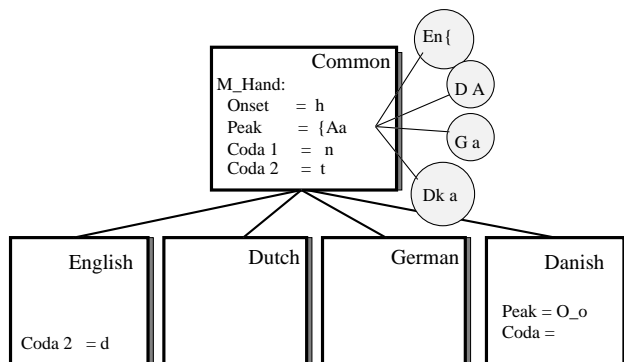 Common
M_Hand:
Onset = h
Peak = {Aa
Coda 1 = n
Coda 2 = t
En{
D A
G a
Dk a
English
Coda 2 = d
Dutch
German
Danish
Peak = O_o
Coda =